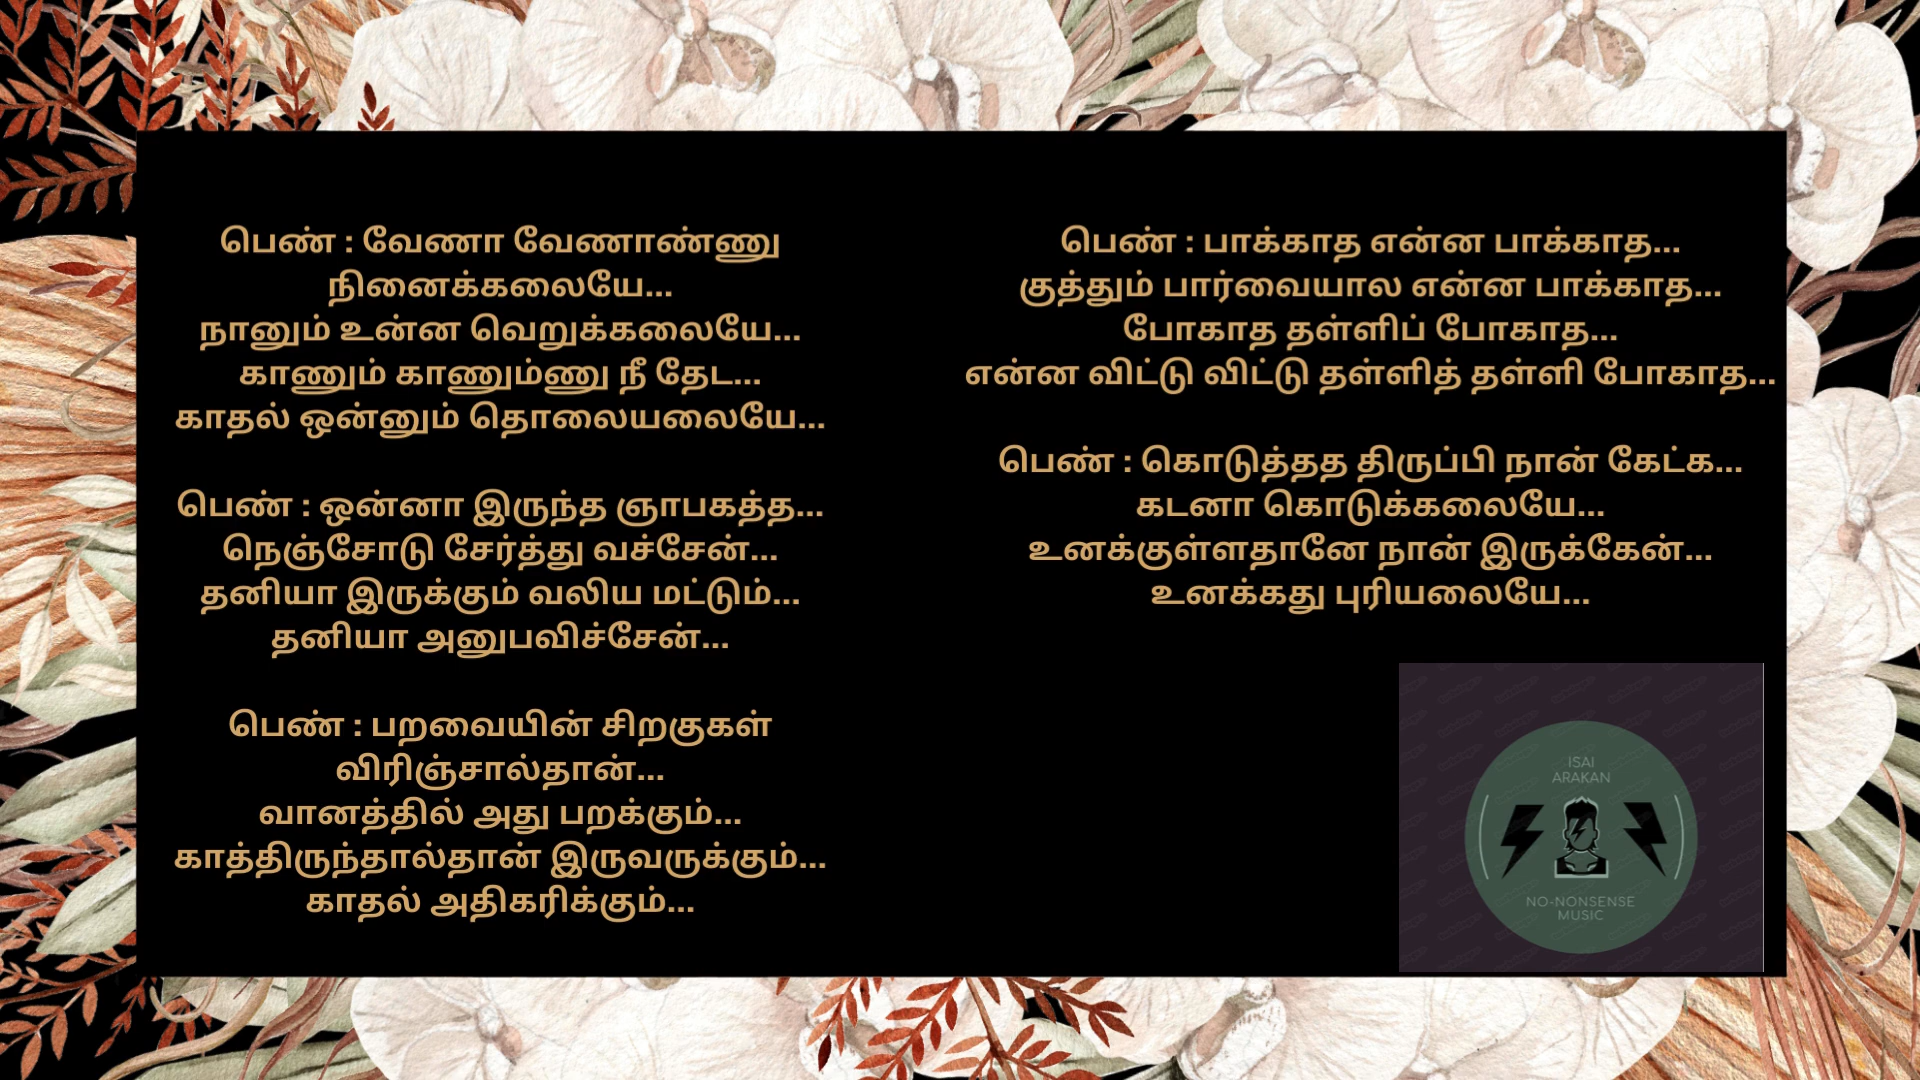 பெண் : வேணா வேணாண்ணு
நினைக்கலையே...
நானும் உன்ன வெறுக்கலையே...
காணும் காணும்ணு நீ தேட...
காதல் ஒன்னும் தொலையலையே...
பெண் : ஒன்னா இருந்த ஞாபகத்த...
நெஞ்சோடு சேர்த்து வச்சேன்...
தனியா இருக்கும் வலிய மட்டும்...
தனியா அனுபவிச்சேன்...
பெண் : பறவையின் சிறகுகள்
விரிஞ்சால்தான்...
வானத்தில் அது பறக்கும்...
காத்திருந்தால்தான் இருவருக்கும்...
காதல் அதிகரிக்கும்...
பெண் : பாக்காத என்ன பாக்காத...
குத்தும் பார்வையால என்ன பாக்காத...
போகாத தள்ளிப் போகாத...
என்ன விட்டு விட்டு தள்ளித் தள்ளி போகாத...
பெண் : கொடுத்தத திருப்பி நான் கேட்க...
கடனா கொடுக்கலையே...
உனக்குள்ளதானே நான் இருக்கேன்...
உனக்கது புரியலையே...
ISAI
ARAKAN
NO-NONSENSE
MUSIC